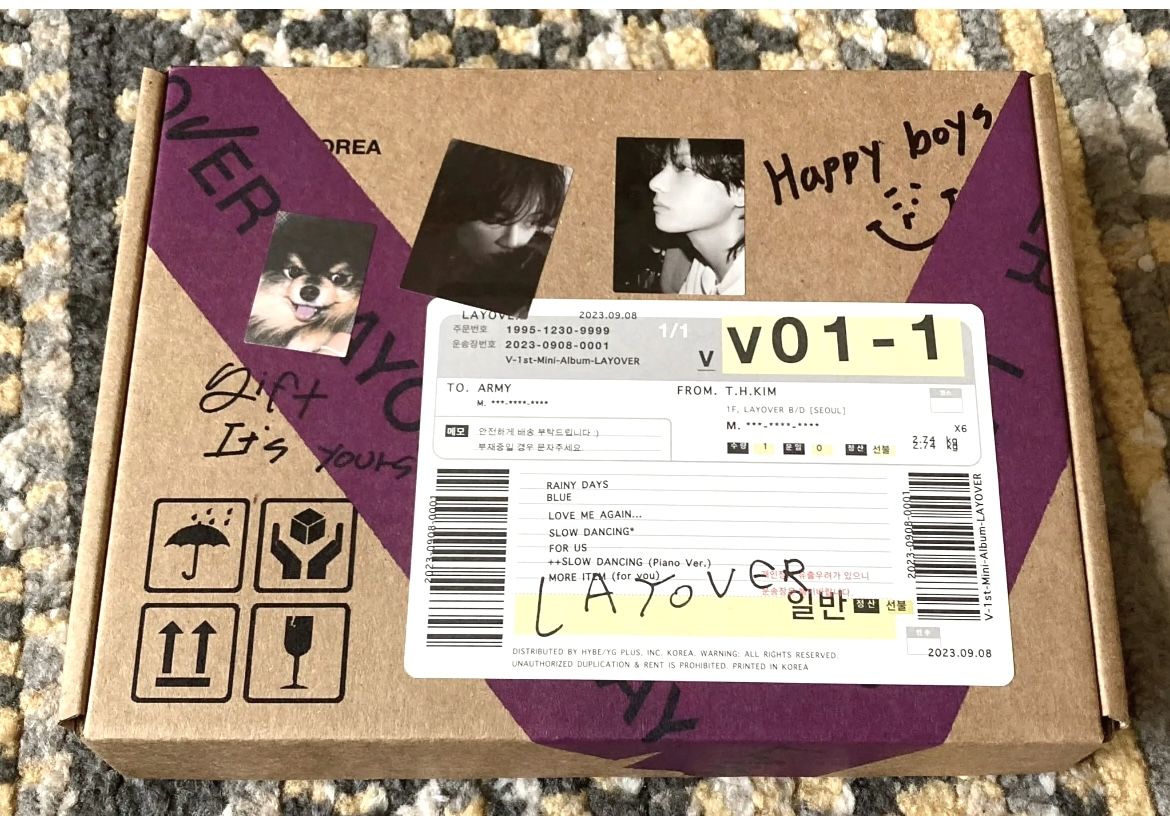 OVER
OREA
Happy boys
LAYOVER
2023.09.08
주문번호 1995-1230-9999
운송장번호 2023-0908-0001
V-1st-Mini-Album-LAYOVER
1/1
V
v01-1
TO. ARMY
M. ***-****-****
FROM. T.H.KIM
1F, LAYOVER B/D [SEOUL]
M. ***-****-****
X6
2.74 kg
메모 안전하게 배송 부탁드립니다 :)
부재중일 경우 문자주세요.
수량 1 운임 0 정산 선불
AYO
Gift
It's yours
RAINY DAYS
BLUE
LOVE ME AGAIN...
SLOW DANCING*
FOR US
++SLOW DANCING (Piano Ver.)
MORE ITEM (for you)
LAYOVER
일반 정산 선불
2023-0908-0001
2023-0908-0001
V-1st-Mini-Album-LAYOVER
2023.09.08
DISTRIBUTED BY HYBE/YG PLUS, INC. KOREA. WARNING: ALL RIGHTS RESERVED.
UNAUTHORIZED DUPLICATION & RENT IS PROHIBITED. PRINTED IN KOREA
AY